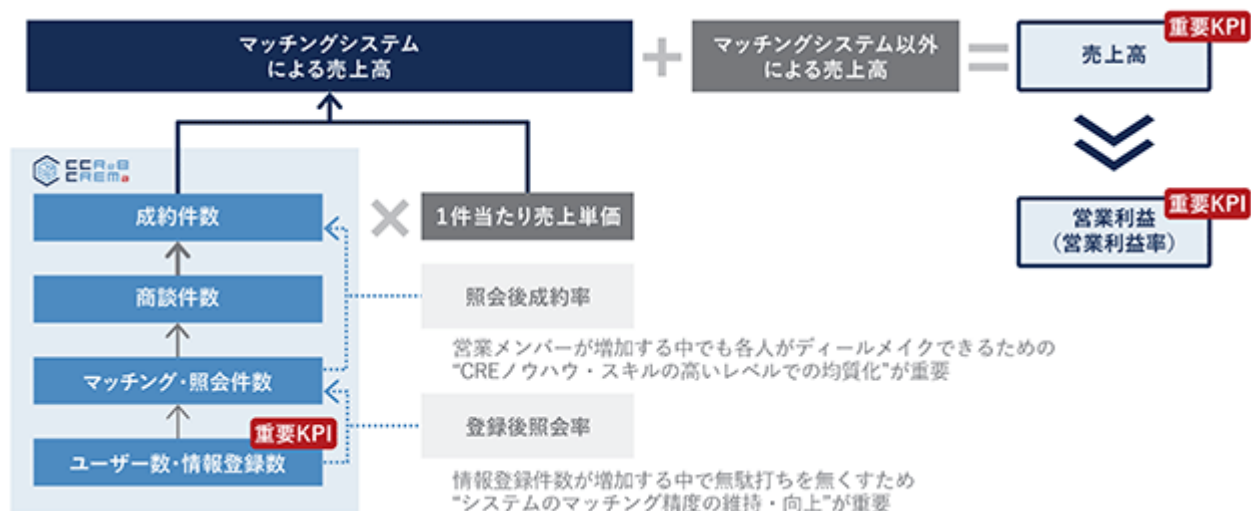 重要KPI
マッチングシステム
による売上高
+
マッチングシステム以外
による売上高
=
売上高
CCReB
CREMa
成約件数
×
1件当たり売上単価
重要KPI
営業利益
（営業利益率）
商談件数
照会後成約率
営業メンバーが増加する中でも各人がディールメイクできるための
“CREノウハウ・スキルの高いレベルでの均質化”が重要
マッチング・照会件数
登録後照会率
重要KPI
ユーザー数・情報登録数
情報登録件数が増加する中で無駄打ちを無くすため
“システムのマッチング精度の維持・向上”が重要